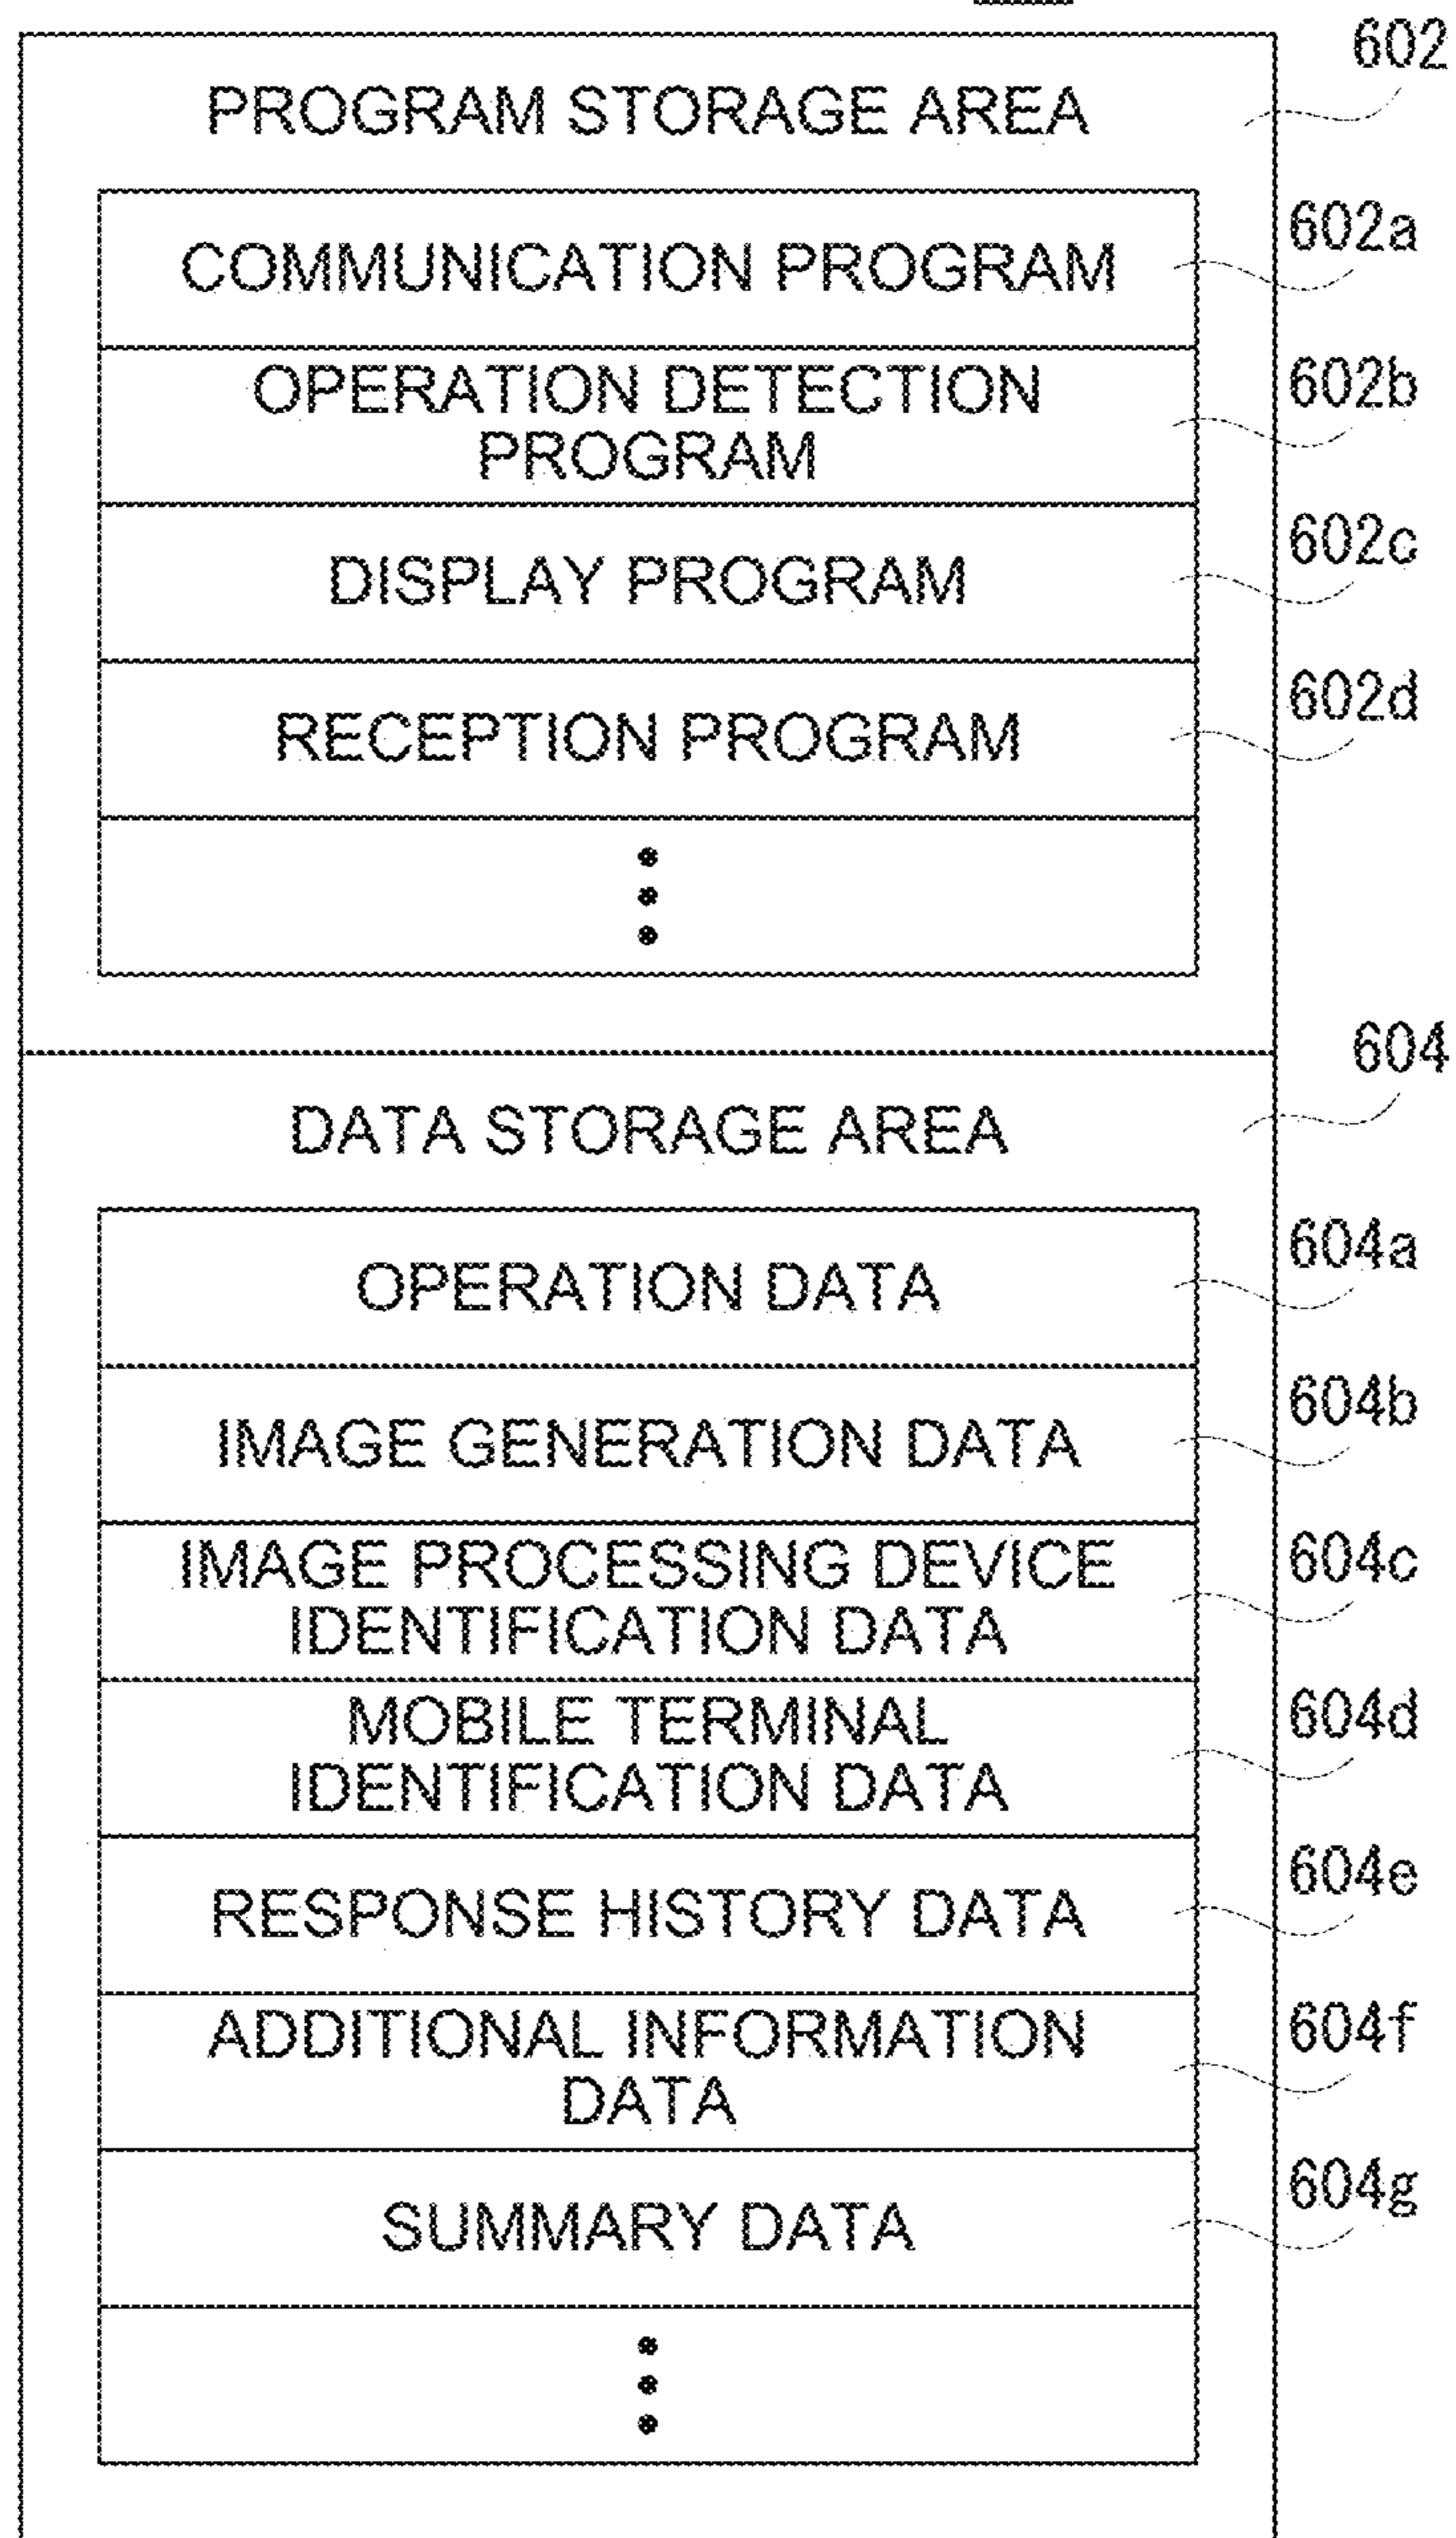 602
PROGRAM STORAGE AREA
602a
COMMUNICATION PROGRAM
602b
OPERATION DETECTION
PROGRAM
602c
DISPLAY PROGRAM
602d
RECEPTION PROGRAM
604
DATA STORAGE AREA
604a
OPERATION DATA
604b
IMAGE GENERATION DATA
604c
IMAGE PROCESSING DEVICE
IDENTIFICATION DATA
604d
MOBILE TERMINAL
IDENTIFICATION DATA
604e
RESPONSE HISTORY DATA
604f
ADDITIONAL INFORMATION
DATA
604g
SUMMARY DATA